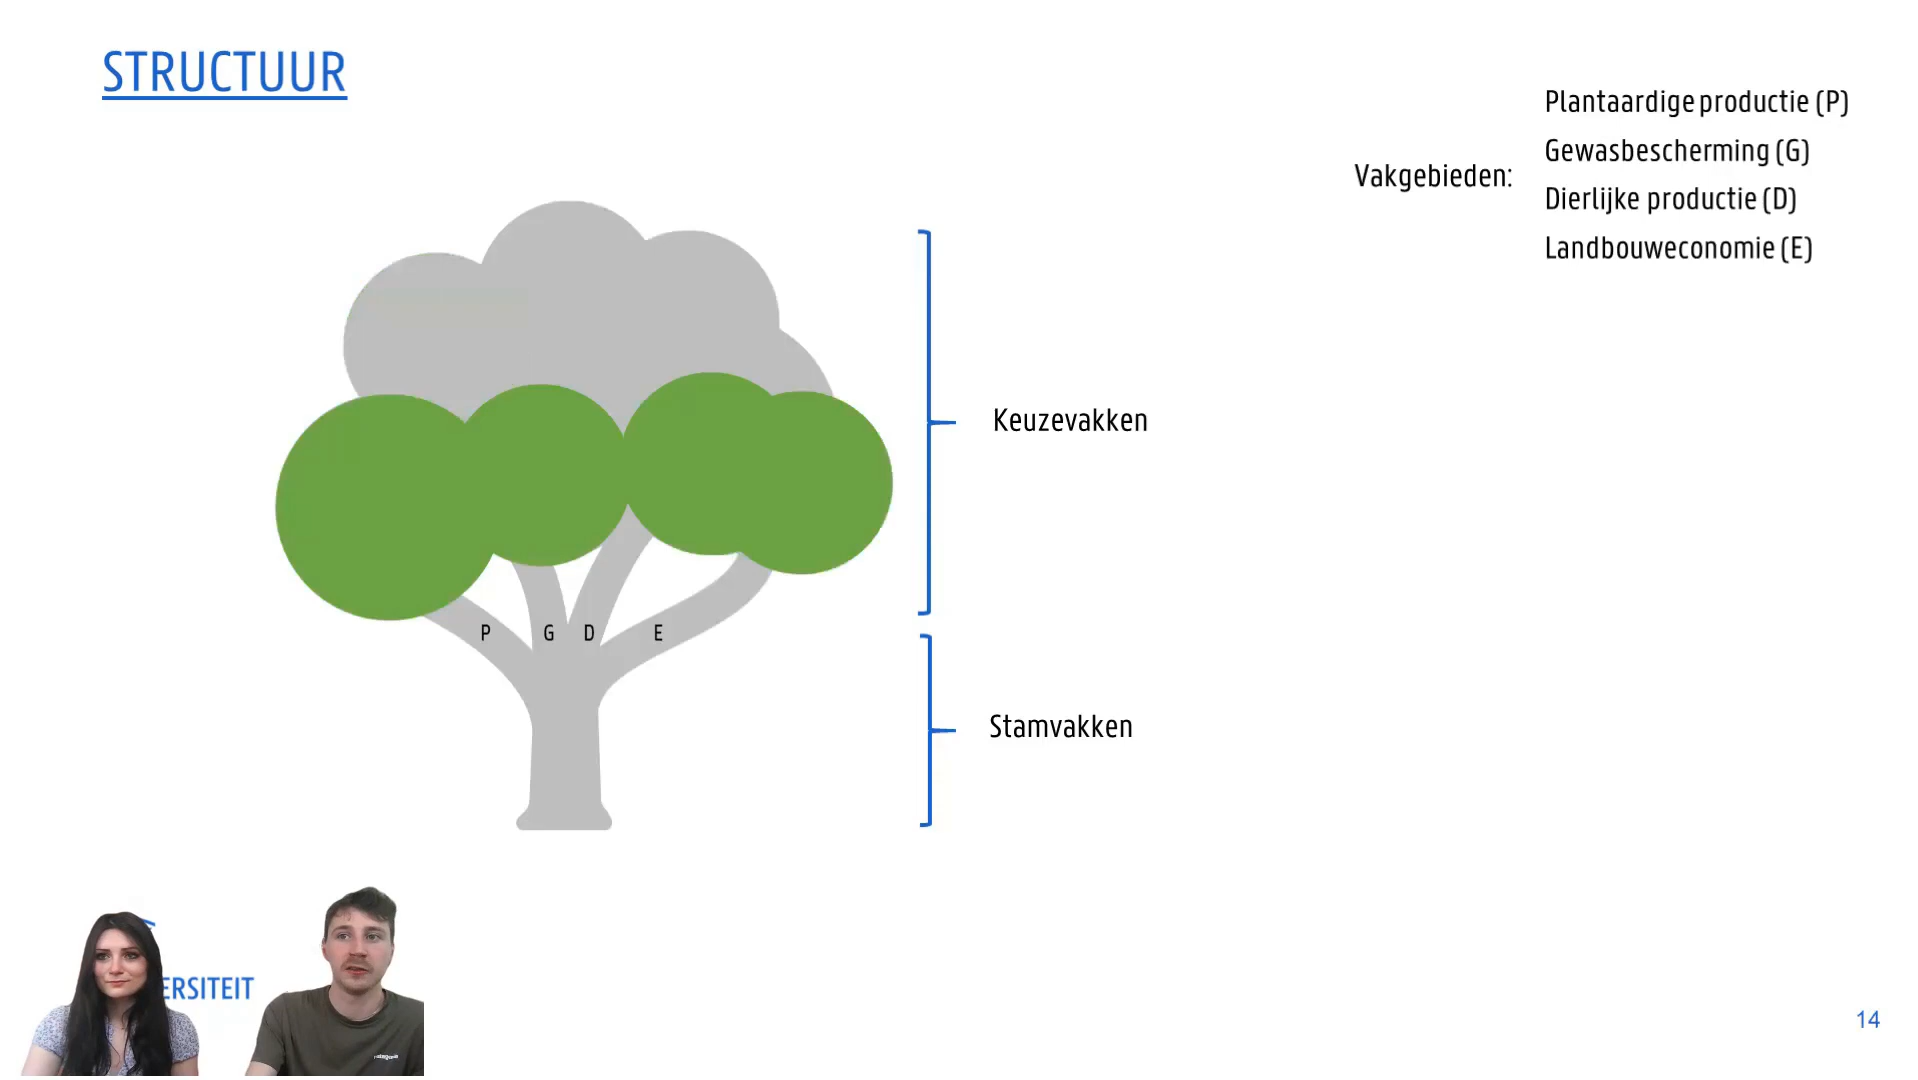 STRUCTUUR
Plantaardige productie (P)
Gewasbescherming (G)
Vakgebieden:
Dierlijke productie (D)
Landbouweconomie (E)
Keuzevakken
P G D E
Stamvakken
ERSITEIT
14